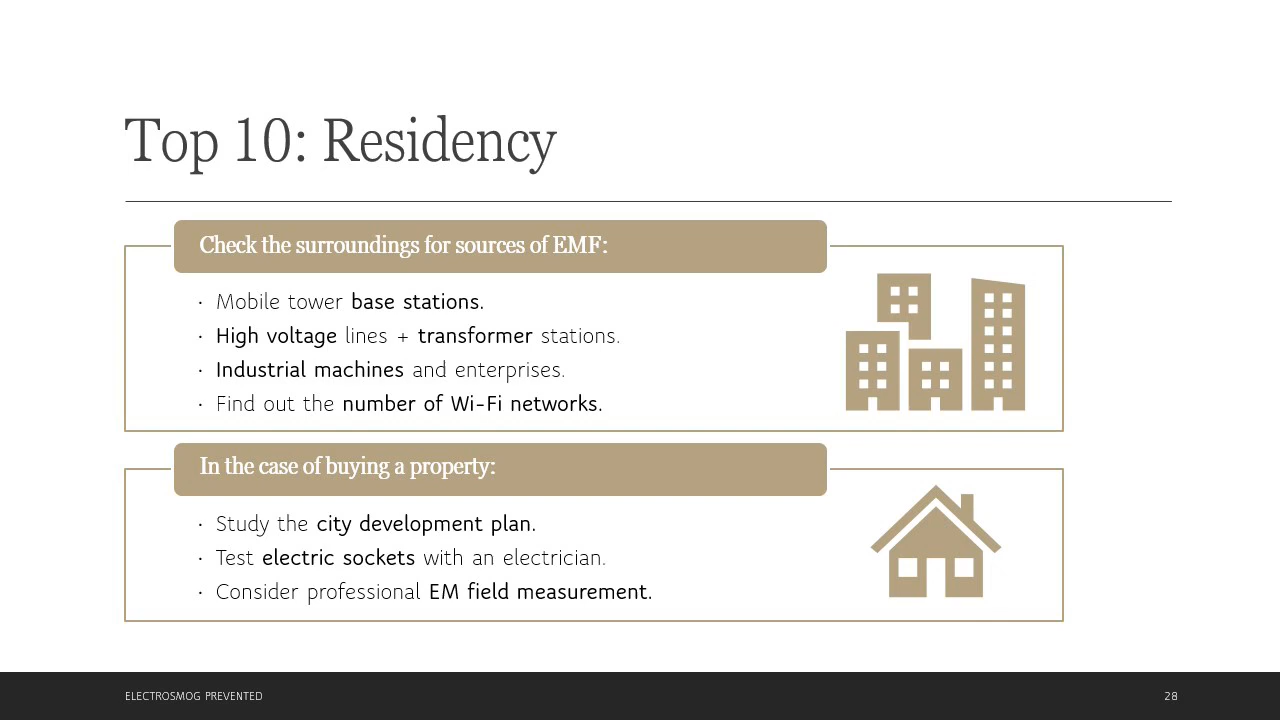 Top 10: Residency
Check the surroundings for sources of EMF:
· Mobile tower base stations.
· High voltage lines + transformer stations.
· Industrial machines and enterprises.
· Find out the number of Wi-Fi networks.
In the case of buying a property:
· Study the city development plan.
· Test electric sockets with an electrician.
· Consider professional EM field measurement.
ELECTROSMOG PREVENTED
28